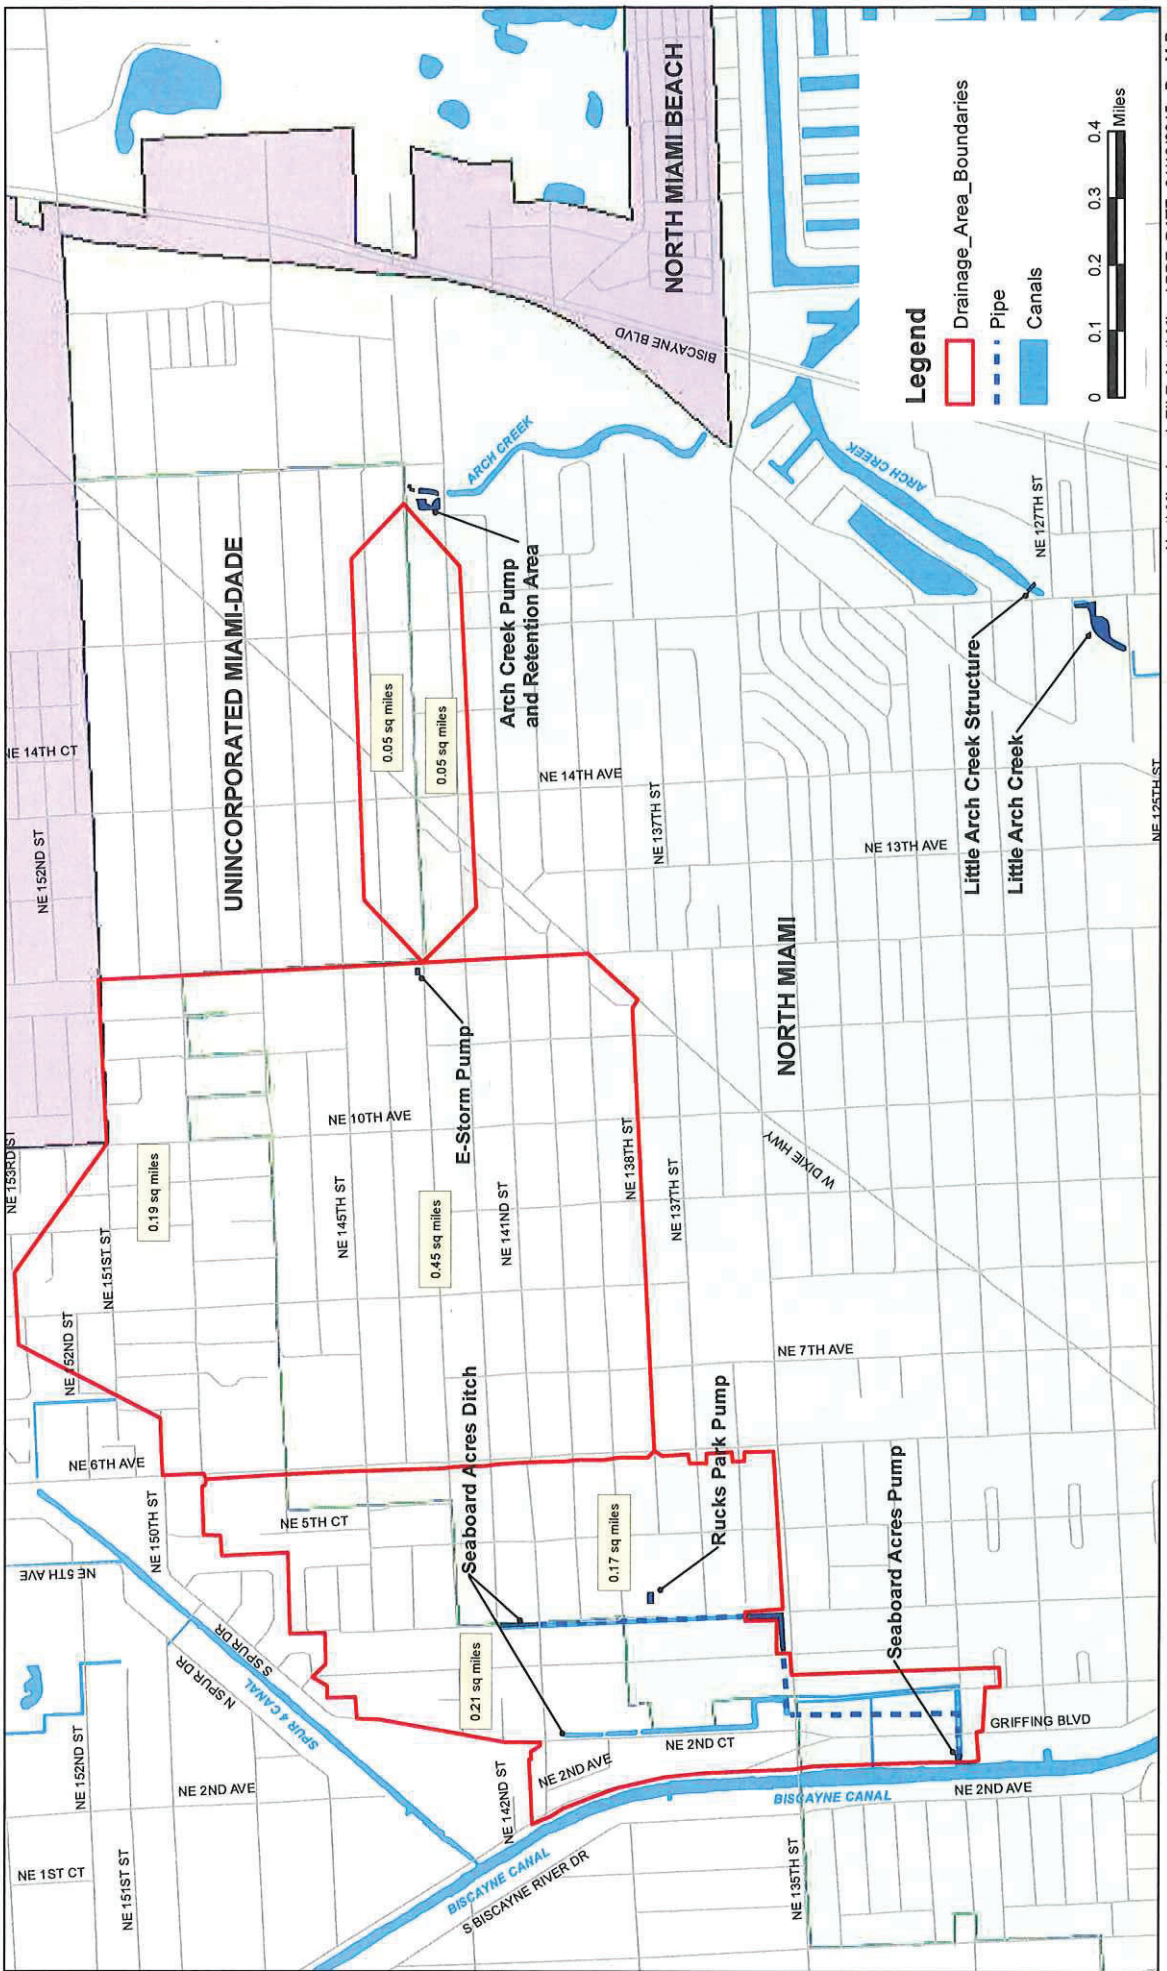 NE 153RD ST
NE 152ND ST
NE 14TH CT
NE 152ND ST
NE 151ST ST
NE 6TH AVE
NE 150TH ST
NE 5TH AVE
N SPUR DR
S SPUR DR
SPUR 4 CANAL
NE 152ND ST
NE 151ST ST
NE 1ST CT
NE 2ND AVE
UNINCORPORATED MIAMI-DADE
0.19 sq miles
NE 10TH AVE
NE 145TH ST
0.45 sq miles
NE 141ND ST
E-Storm Pump
NE 138TH ST
NE 137TH ST
NE 5TH CT
Seaboard Acres Ditch
0.21 sq miles
0.17 sq miles
Rucks Park Pump
NE 142ND ST
NE 2ND AVE
NE 2ND CT
BISCAYNE CANAL
S BISCAYNE RIVER DR
BISCAYNE CANAL
NE 135TH ST
NE 2ND AVE
GRIFFING BLVD
Seaboard Acres Pump
NE 7TH AVE
W DIXIE HWY
NORTH MIAMI
0.05 sq miles
0.05 sq miles
Arch Creek Pump
and Retention Area
ARCH CREEK
NE 14TH AVE
NE 137TH ST
NE 13TH AVE
BISCAYNE BLVD
NORTH MIAMI BEACH
ARCH CREEK
NE 127TH ST
Little Arch Creek Structure
Little Arch Creek
NE 125TH ST
Legend
Drainage_Area_Boundaries
Pipe
Canals
0 0.1 0.2 0.3 0.4
Miles